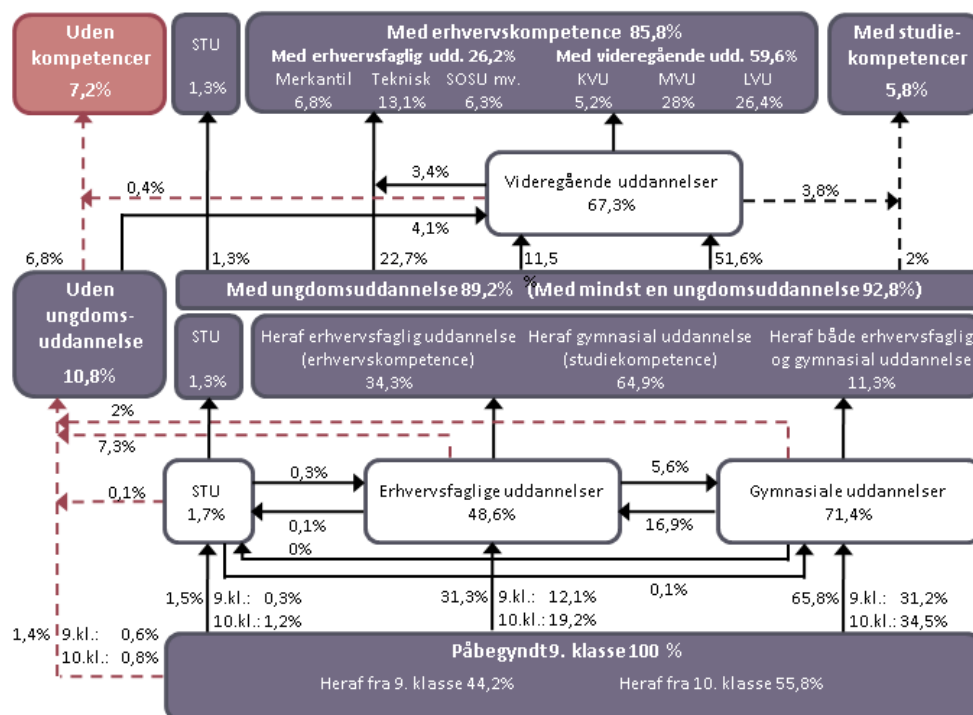 Uden
kompetencer
7,2%
STU
1,3%
Med erhvervskompetence 85,8%
Med erhvervsfaglig udd. 26,2% Med videregående udd. 59,6%
Merkantil Teknisk SOSU mv. KVU MVU LVU
6,8% 13,1% 6,3% 5,2% 28% 26,4%
Med studie-
kompetencer
5,8%
Videregående uddannelser
67,3%
3,4%
0,4%
4,1%
3,8%
6,8%
1,3%
22,7%
11,5
%
51,6%
2%
Uden
ungdoms-
uddannelse
10,8%
Med ungdomsuddannelse 89,2% (Med mindst en ungdomsuddannelse 92,8%)
STU
1,3%
Heraf erhvervsfaglig uddannelse
(erhvervskompetence)
34,3%
Heraf gymnasial uddannelse
(studiekompetence)
64,9%
Heraf både erhvervsfaglig
og gymnasial uddannelse
11,3%
2%
7,3%
0,1%
STU
1,7%
0,3%
0,1%
0%
Erhvervsfaglige uddannelser
48,6%
5,6%
16,9%
0,1%
Gymnasiale uddannelser
71,4%
1,5% 9.kl.: 0,3%
10.kl.: 1,2%
31,3% 9.kl.: 12,1%
10.kl.: 19,2%
65,8% 9.kl.: 31,2%
10.kl.: 34,5%
1,4% 9.kl.: 0,6%
10.kl.: 0,8%
Påbegyndt 9. klasse 100 %
Heraf fra 9. klasse 44,2% Heraf fra 10. klasse 55,8%